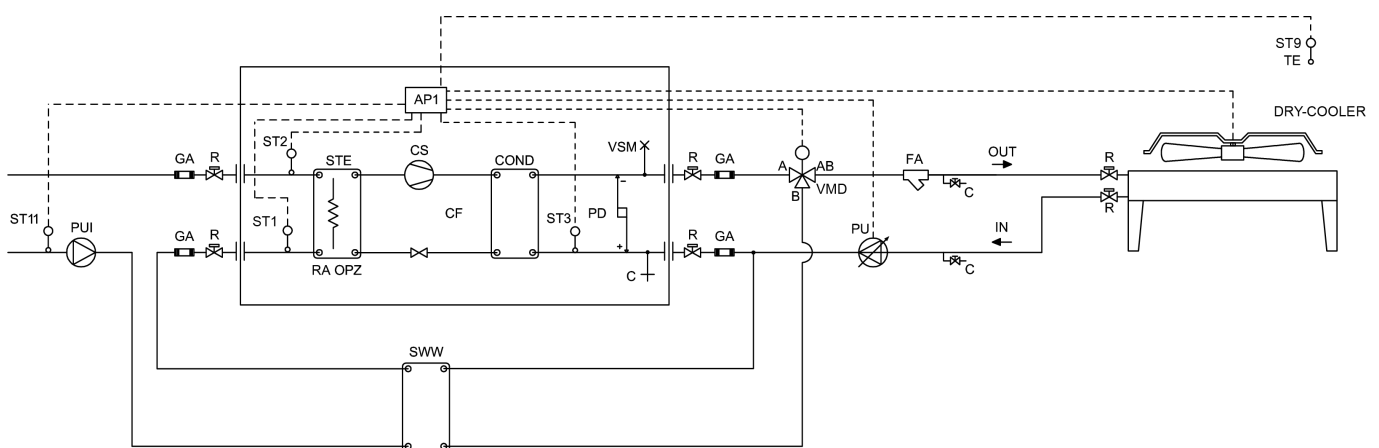 ST9
TE
AP1
DRY-COOLER
ST2
CS
VSM
GA
R
STE
COND
R
GA
A
AB
FA
OUT
R
VMD
B
C
R
ST11
PUI
GA
R
ST1
CF
ST3
PD
R
GA
PU
IN
RA OPZ
C
C
SWW